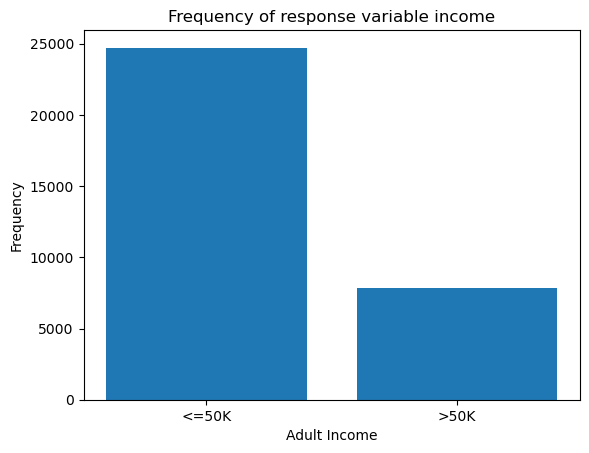 Frequency of response variable income
25000
20000
15000
10000
5000
0
Frequency
<=50K
>50K
Adult Income